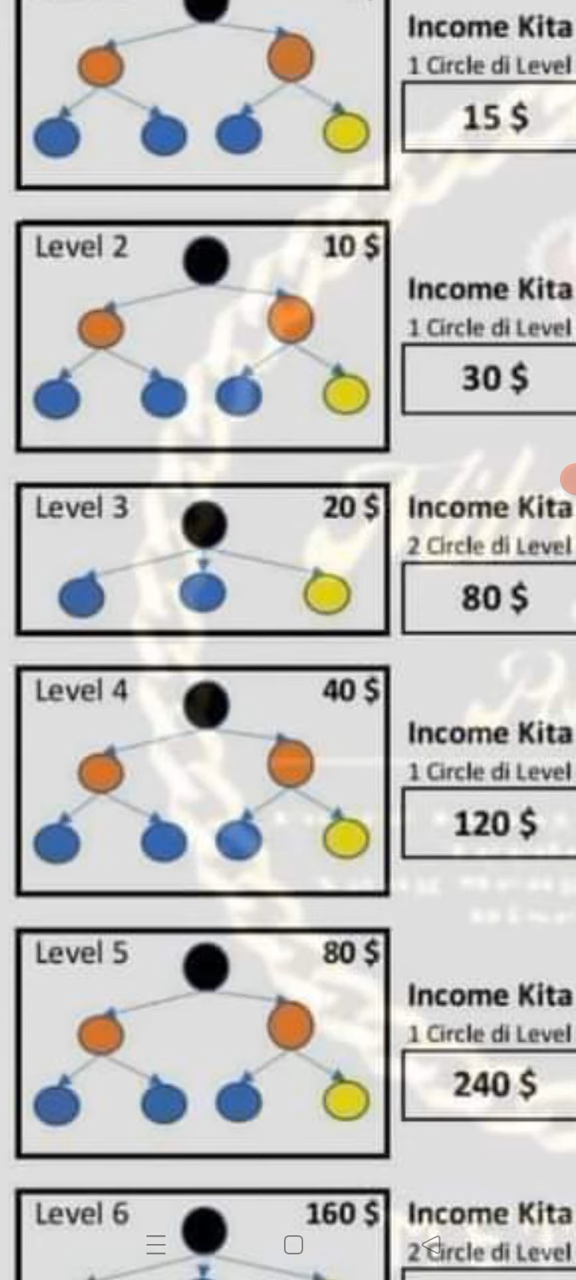 Income Kita
1 Circle di Level
15 $
Level 2
10 $
Income Kita
1 Circle di Level
30 $
Level 3
20 $
Income Kita
2 Circle di Level
80 $
Level 4
40 $
Income Kita
1 Circle di Level
120 $
Level 5
80 $
Income Kita
1 Circle di Level
240 $
Level 6
160 $
Income Kita
2 Circle di Level